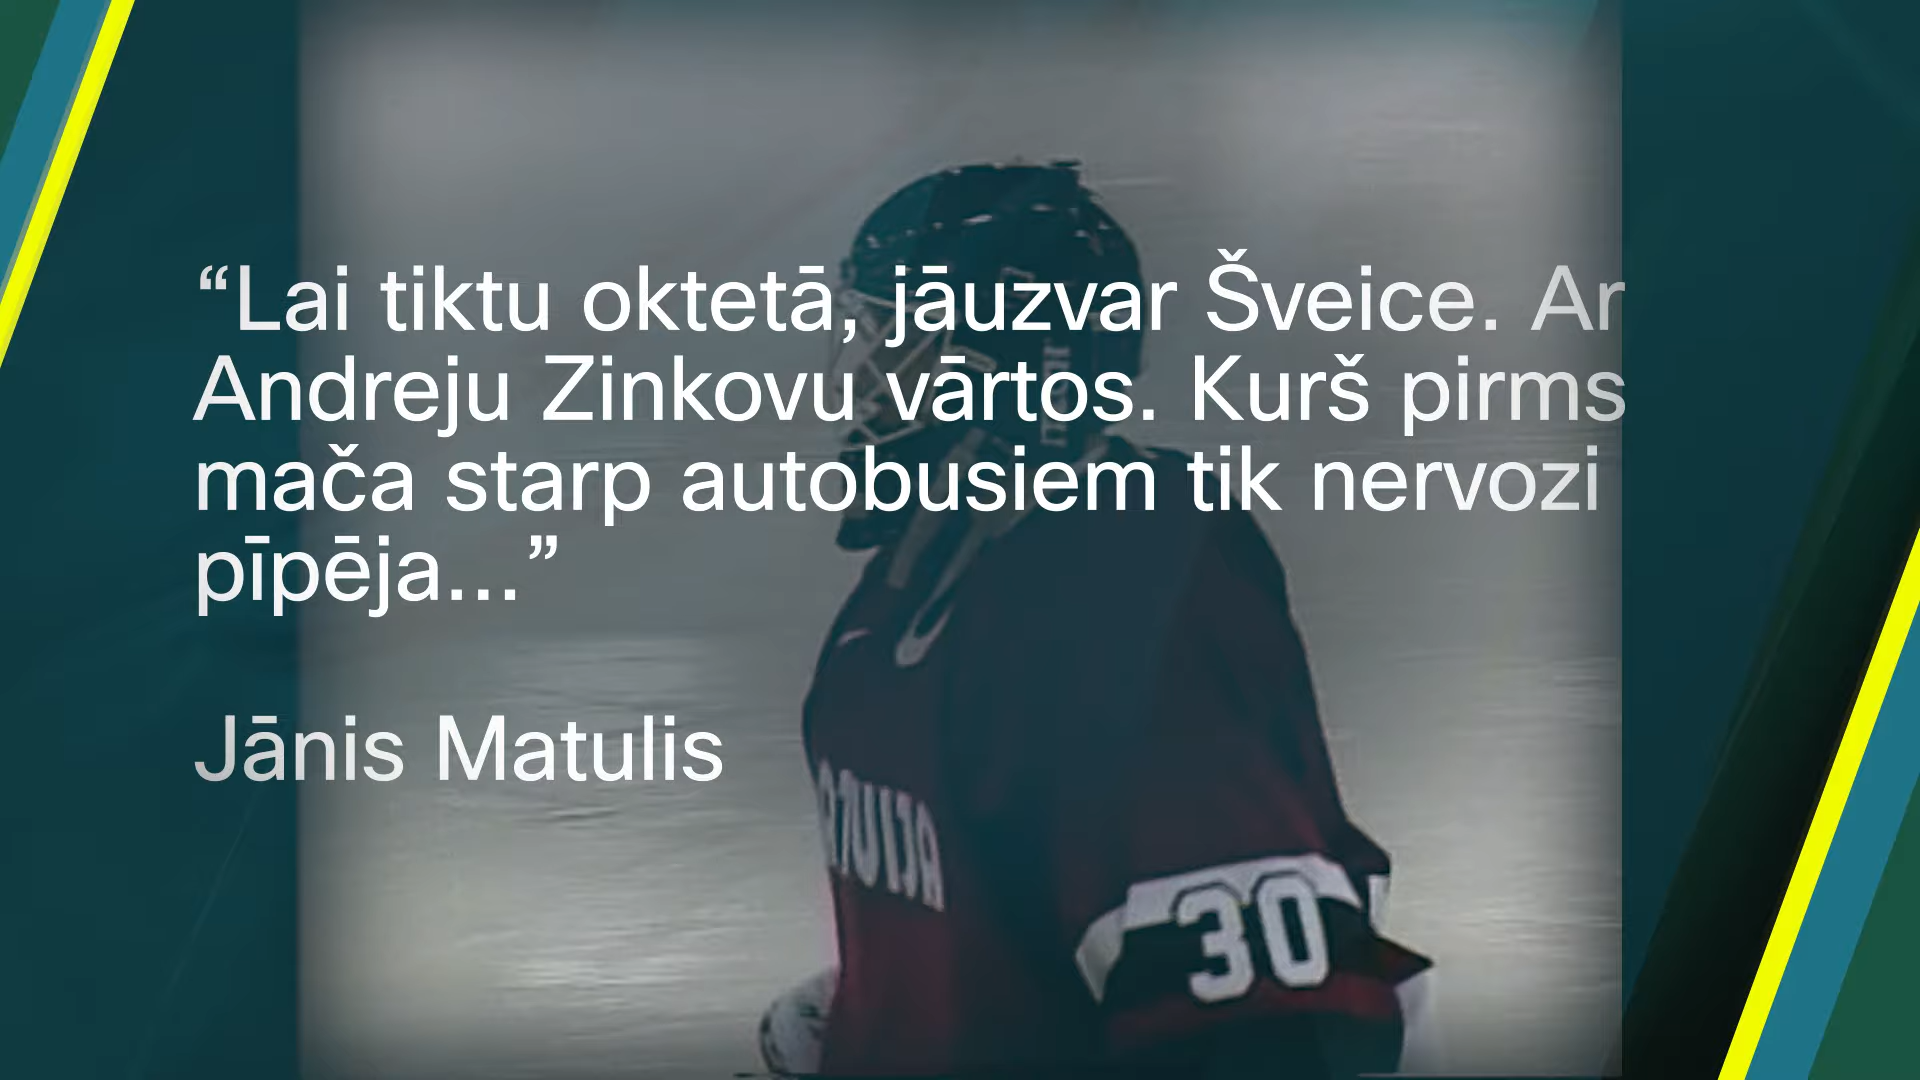 “Lai tiktu oktetā, jāuzvar Šveice. Ar
Andreju Zinkovu vārtos. Kurš pirms
mača starp autobusiem tik nervozi
pīpēja...”
Jānis Matulis
30